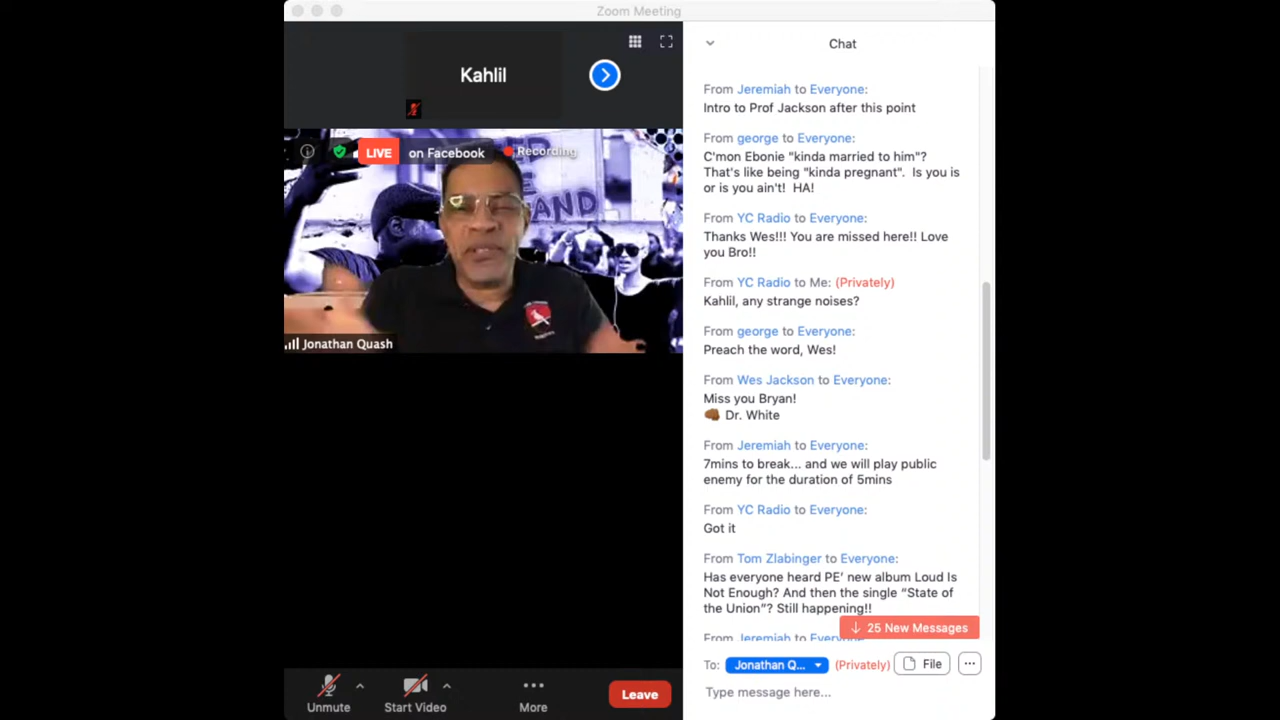 Zoom Meeting
Kahlil
LIVE on Facebook Recording
AND
Jonathan Quash
Unmute
Start Video
More
Leave
Chat
From Jeremiah to Everyone:
Intro to Prof Jackson after this point
From george to Everyone:
C'mon Ebonie "kinda married to him"?
That's like being "kinda pregnant". Is you is
or is you ain't! HA!
From YC Radio to Everyone:
Thanks Wes!!! You are missed here!! Love
you Bro!!
From YC Radio to Me: (Privately)
Kahlil, any strange noises?
From george to Everyone:
Preach the word, Wes!
From Wes Jackson to Everyone:
Miss you Bryan!
👊🏾 Dr. White
From Jeremiah to Everyone:
7mins to break... and we will play public
enemy for the duration of 5mins
From YC Radio to Everyone:
Got it
From Tom Zlabinger to Everyone:
Has everyone heard PE’ new album Loud Is
Not Enough? And then the single “State of
the Union”? Still happening!!
From Jeremiah to Everyone:
↓ 25 New Messages
To: Jonathan Q... (Privately) File ...
Type message here...